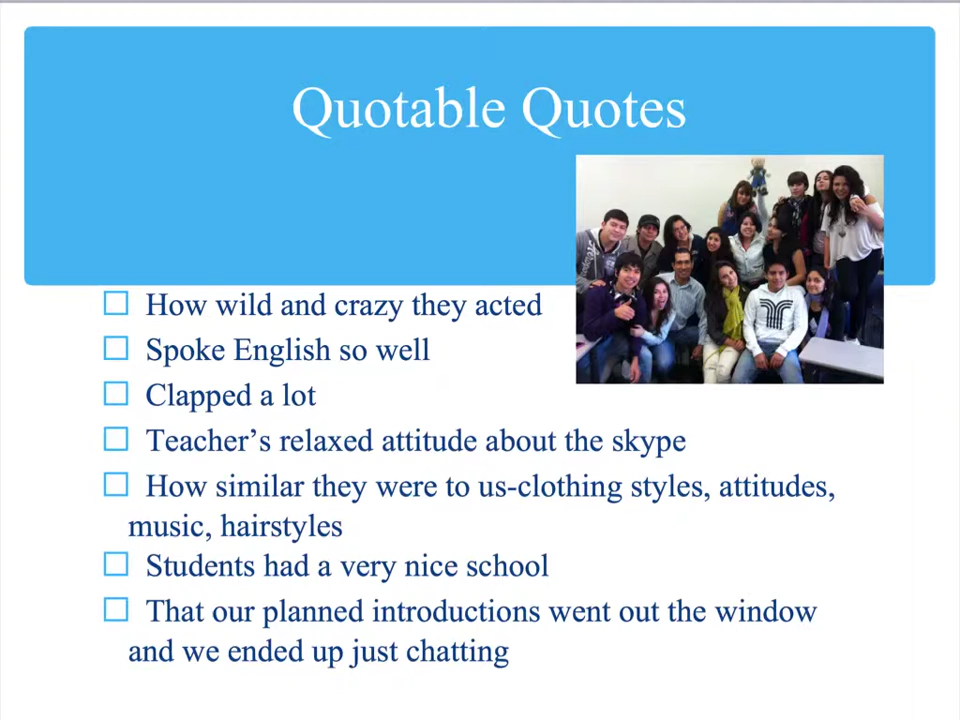 Quotable Quotes
How wild and crazy they acted
Spoke English so well
Clapped a lot
Teacher’s relaxed attitude about the skype
How similar they were to us-clothing styles, attitudes,
music, hairstyles
Students had a very nice school
That our planned introductions went out the window
and we ended up just chatting